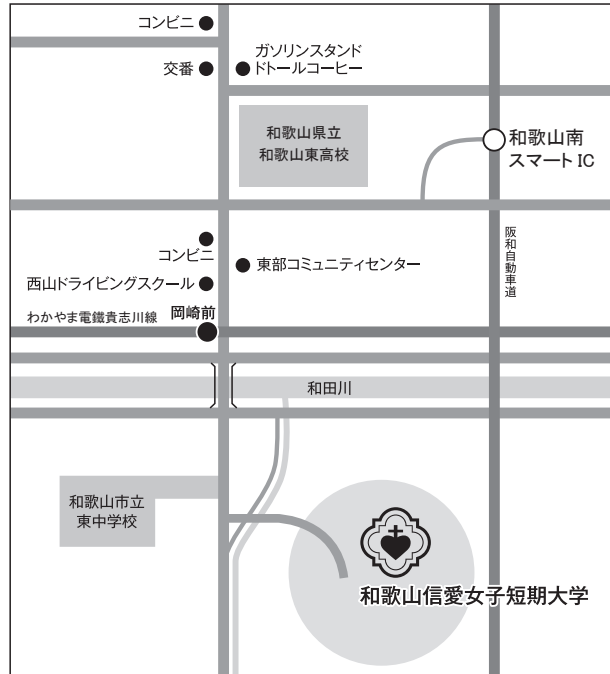 コンビニ
交番
ガソリンスタンド
ドトールコーヒー
和歌山県立
和歌山東高校
和歌山南
スマートIC
コンビニ
東部コミュニティセンター
阪和自動車道
西山ドライビングスクール
わかやま電鐵貴志川線
岡崎前
和田川
和歌山市立
東中学校
和歌山信愛女子短期大学